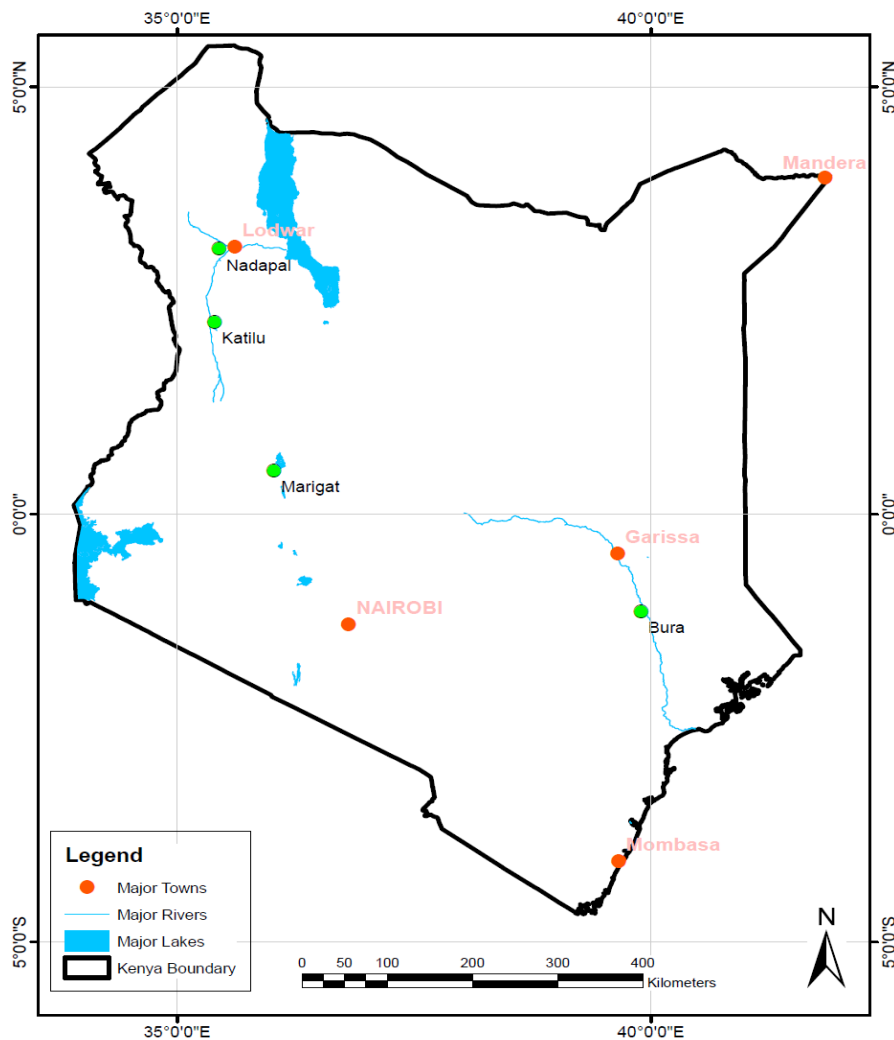 35°0'0"E 40°0'0"E
5°0'0"N 5°0'0"N
Mandera
Lodwar
Nadapal
Katilu
Marigat
0°0'0" 0°0'0"
Garissa
NAIROBI
Bura
Mombasa
Legend
Major Towns
Major Rivers
Major Lakes
Kenya Boundary
N
0 50 100 200 300 400
Kilometers
5°0'0"S 5°0'0"S
35°0'0"E 40°0'0"E